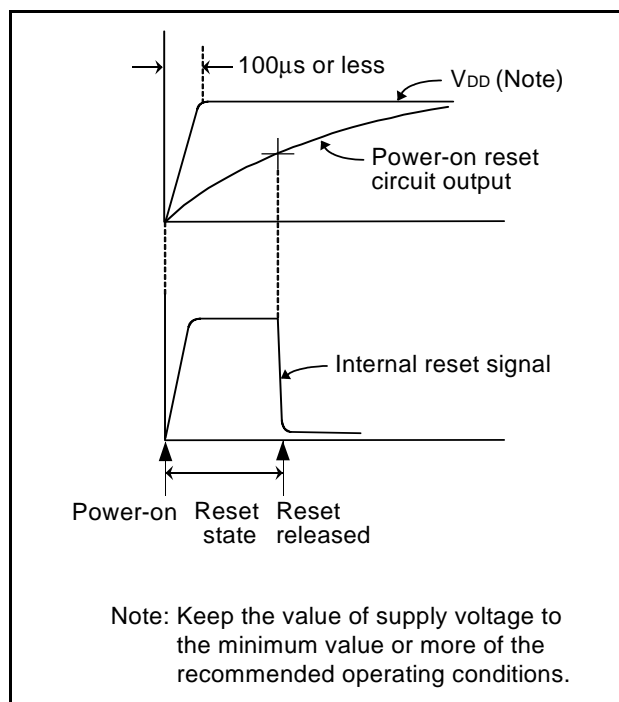 100μs or less
VDD (Note)
Power-on reset
circuit output
Internal reset signal
Power-on
Reset
state
Reset
released
Note: Keep the value of supply voltage to
the minimum value or more of the
recommended operating conditions.